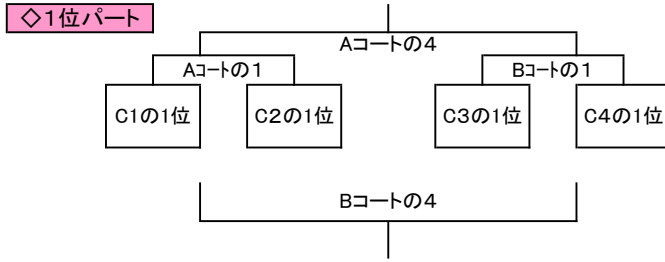 ◇1位パート
Aコートの4
Aコートの1
Bコートの1
C1の1位
C2の1位
C3の1位
C4の1位
Bコートの4